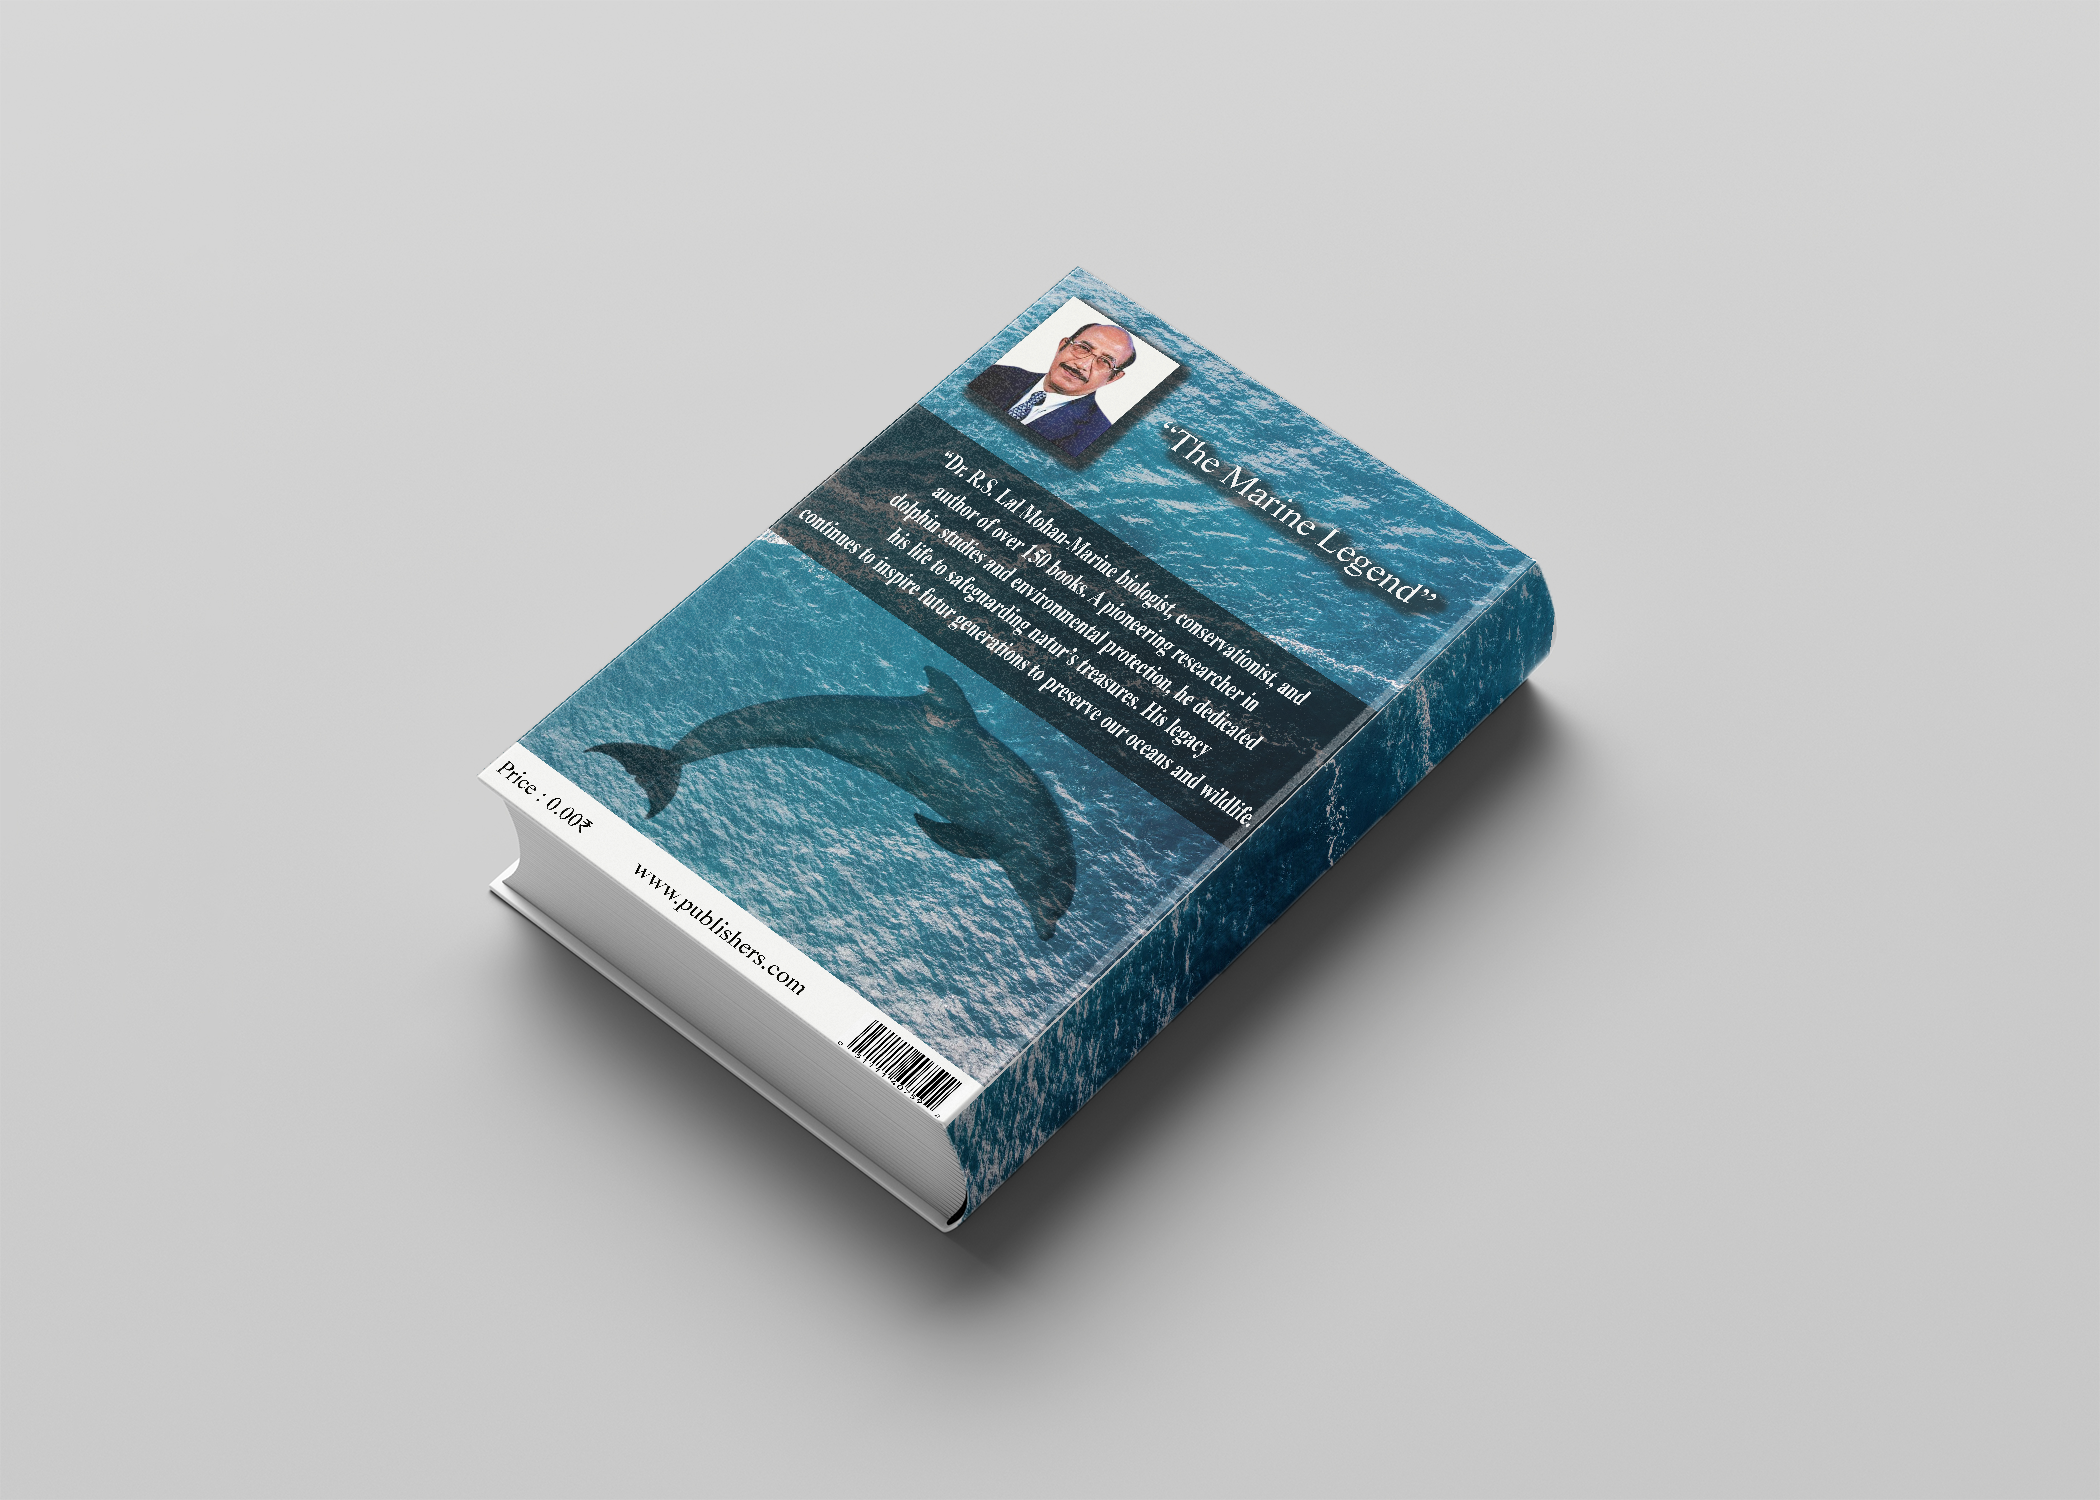 “The Marine Legend”
“Dr. R.S. Lal Mohan-Marine biologist, conservationist, and
author of over 150 books. A pioneering researcher in
dolphin studies and environmental protection, he dedicated
his life to safegnarding natur’s treasures. His legacy
continues to inspire futur generations to preserve our oceans and wildlife.
Price : 0.00₹
www.publishers.com